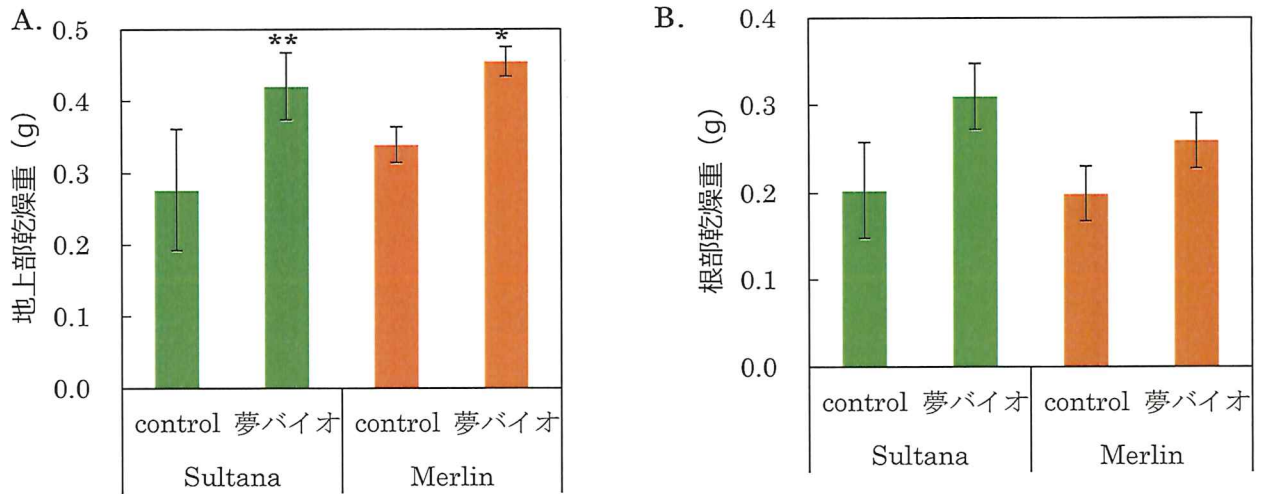 A.
地上部乾燥重 (g)
0.5
0.4
0.3
0.2
0.1
0.0
**
*
control 夢バイオ control 夢バイオ
Sultana Merlin
B.
根部乾燥重 (g)
0.4
0.3
0.2
0.1
0.0
control 夢バイオ control 夢バイオ
Sultana Merlin